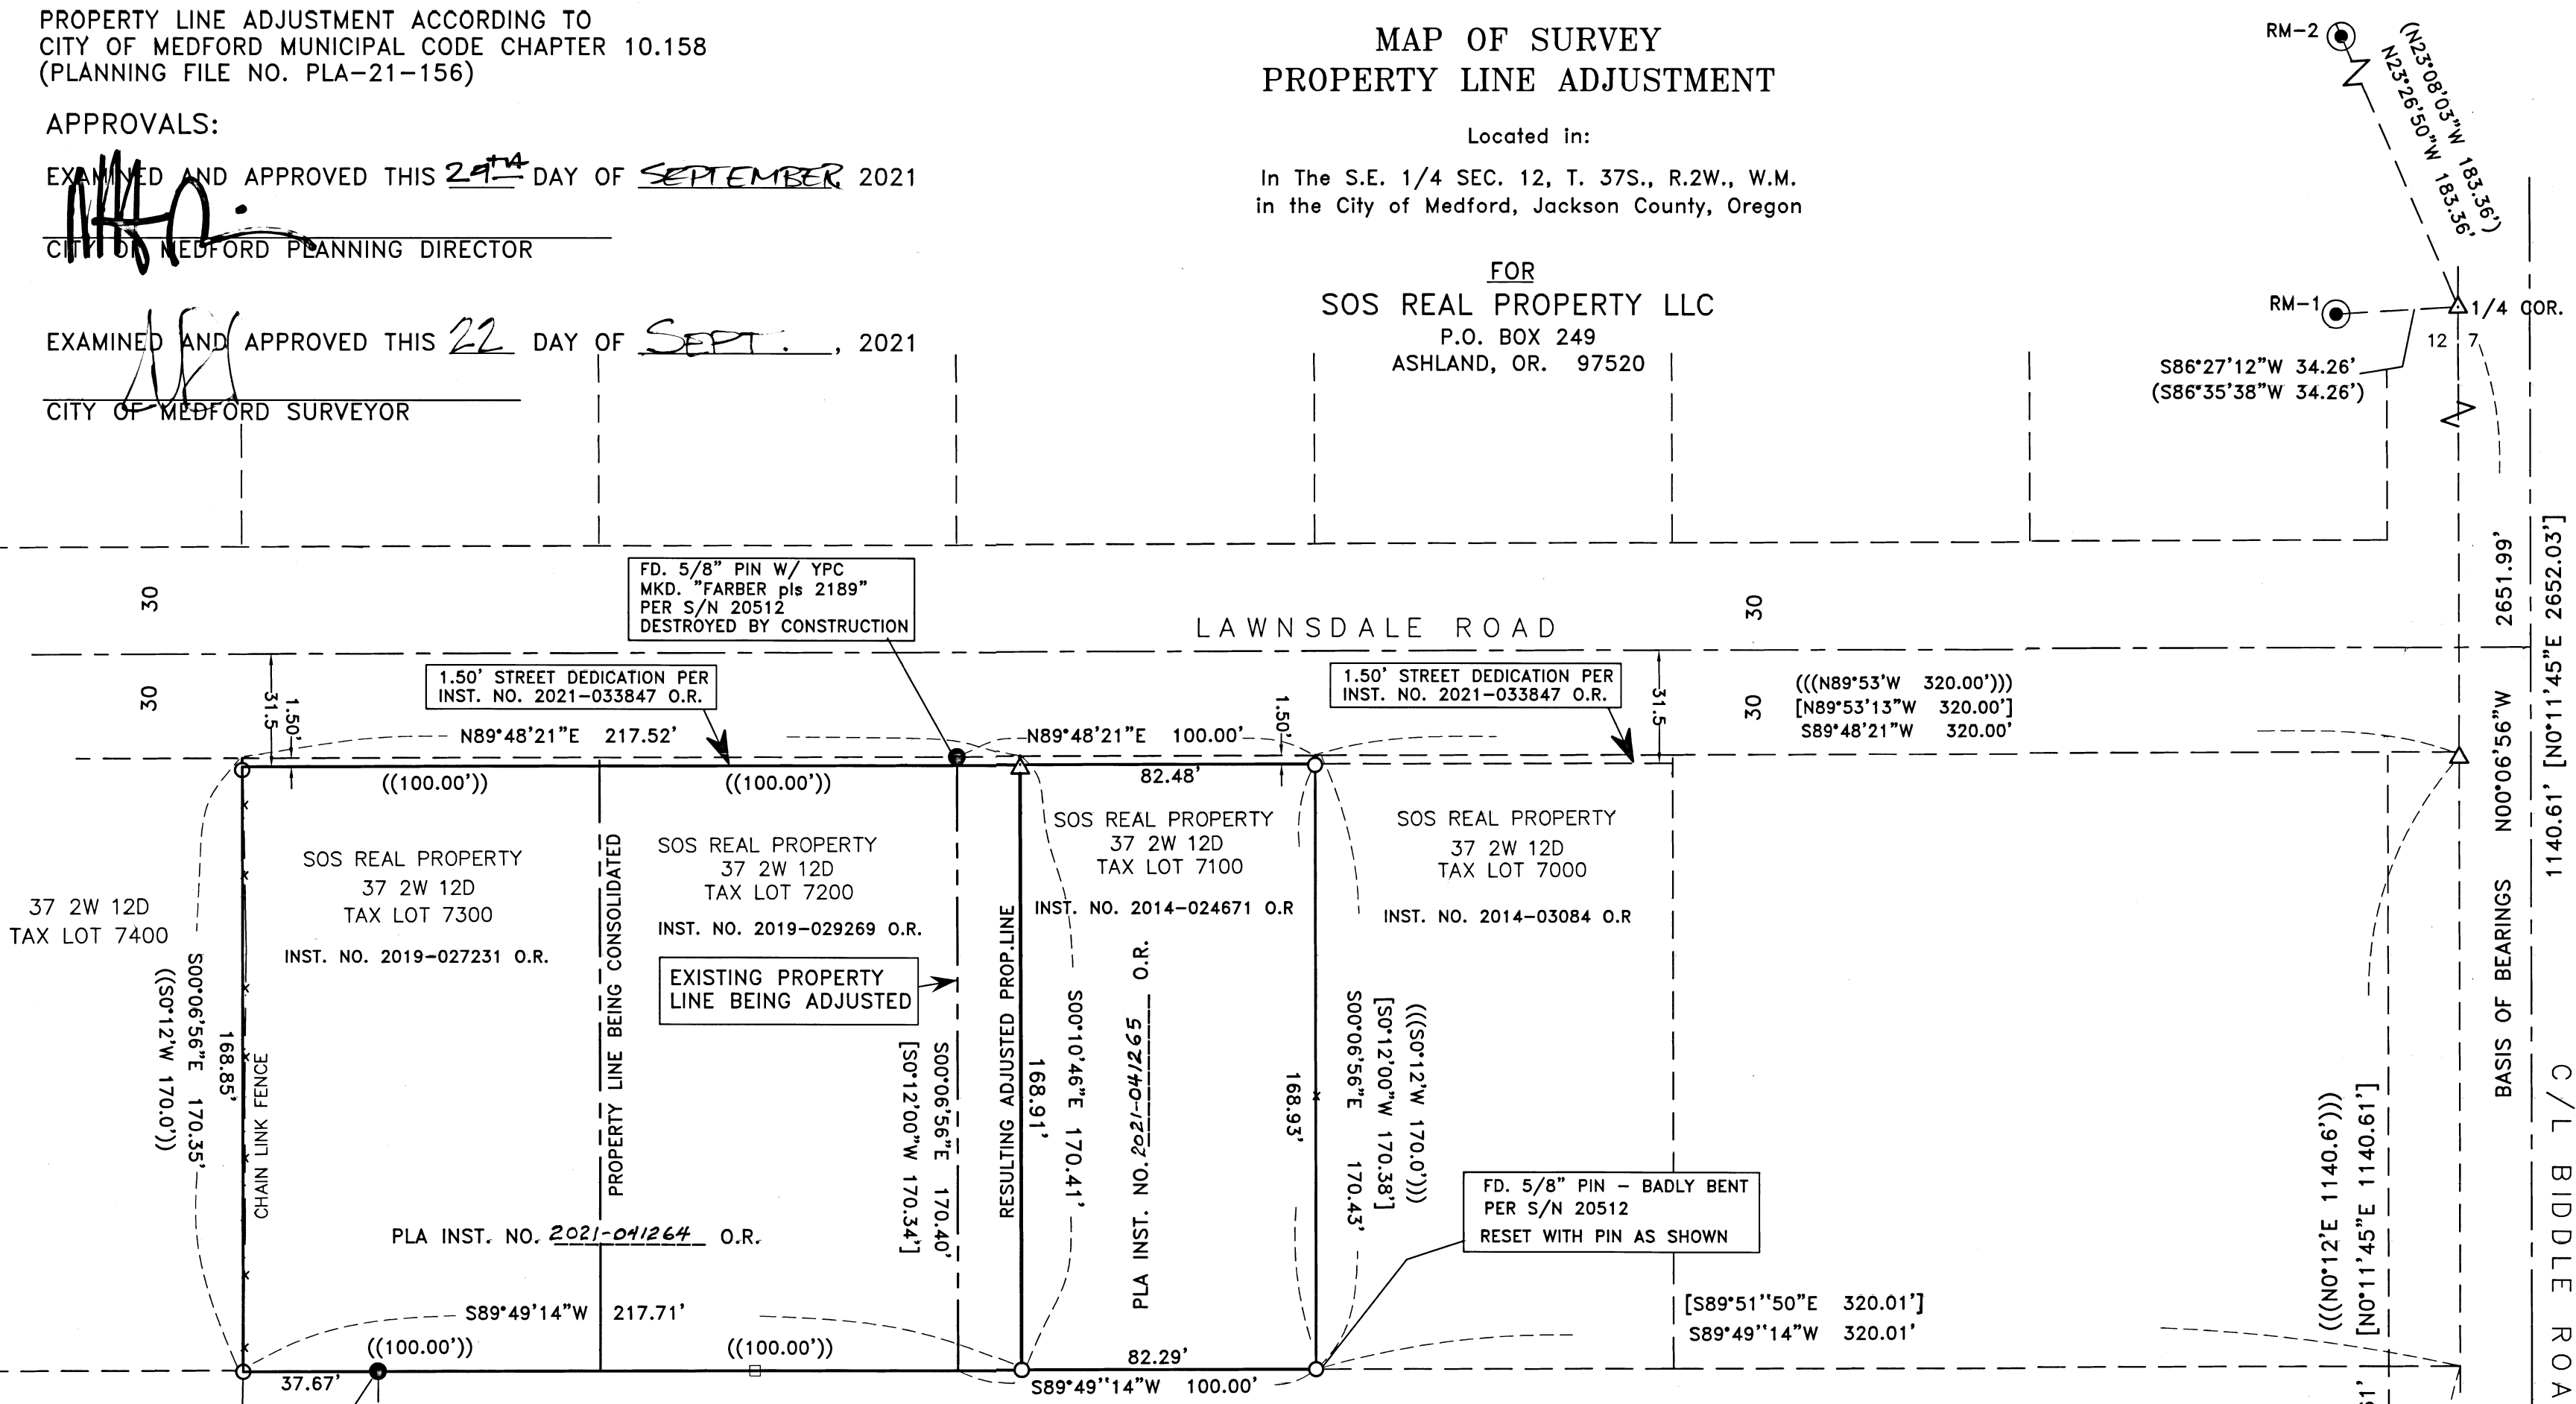 PROPERTY LINE ADJUSTMENT ACCORDING TO
CITY OF MEDFORD MUNICIPAL CODE CHAPTER 10.158
(PLANNING FILE NO. PLA-21-156)
APPROVALS:
EXAMINED AND APPROVED THIS 29TH DAY OF SEPTEMBER 2021
CITY OF MEDFORD PLANNING DIRECTOR
EXAMINED AND APPROVED THIS 22 DAY OF SEPT. , 2021
CITY OF MEDFORD SURVEYOR
MAP OF SURVEY
PROPERTY LINE ADJUSTMENT
Located in:
In The S.E. 1/4 SEC. 12, T. 37S., R.2W., W.M.
in the City of Medford, Jackson County, Oregon
FOR
SOS REAL PROPERTY LLC
P.O. BOX 249
ASHLAND, OR. 97520
RM-2
(N23°08'03"W 183.36')
N23°26'50"W 183.36'
RM-1
1/4 COR.
12 7
S86°27'12"W 34.26'
(S86°35'38"W 34.26')
30
FD. 5/8" PIN W/ YPC
MKD. "FARBER pls 2189"
PER S/N 20512
DESTROYED BY CONSTRUCTION
LAWNSDALE ROAD
30
30
31.5
1.50'
1.50' STREET DEDICATION PER
INST. NO. 2021-033847 O.R.
1.50'
1.50' STREET DEDICATION PER
INST. NO. 2021-033847 O.R.
31.5
30
(((N89°53'W 320.00')))
[N89°53'13"W 320.00']
S89°48'21"W 320.00'
N89°48'21"E 217.52'
N89°48'21"E 100.00'
((100.00'))
((100.00'))
82.48'
37 2W 12D
TAX LOT 7400
((S0°12'W 170.0'))
S00°06'56"E 170.35'
168.85'
CHAIN LINK FENCE
SOS REAL PROPERTY
37 2W 12D
TAX LOT 7300
INST. NO. 2019-027231 O.R.
PROPERTY LINE BEING CONSOLIDATED
SOS REAL PROPERTY
37 2W 12D
TAX LOT 7200
INST. NO. 2019-029269 O.R.
EXISTING PROPERTY
LINE BEING ADJUSTED
[S0°12'00"W 170.34']
S00°06'56"E 170.40'
RESULTING ADJUSTED PROP.LINE
168.91'
S00°10'46"E 170.41'
SOS REAL PROPERTY
37 2W 12D
TAX LOT 7100
INST. NO. 2014-024671 O.R
PLA INST. NO. 2021-041265 O.R.
168.93'
S00°06'56"E 170.43'
[S0°12'00"W 170.38']
(((S0°12'W 170.0')))
SOS REAL PROPERTY
37 2W 12D
TAX LOT 7000
INST. NO. 2014-03084 O.R
FD. 5/8" PIN - BADLY BENT
PER S/N 20512
RESET WITH PIN AS SHOWN
PLA INST. NO. 2021-041264 O.R.
S89°49'14"W 217.71'
((100.00'))
((100.00'))
37.67'
82.29'
S89°49''14"W 100.00'
[S89°51''50"E 320.01']
S89°49''14"W 320.01'
(((N0°12'E 1140.6')))
[N0°11'45"E 1140.61']
BASIS OF BEARINGS N00°06'56"W 2651.99'
1140.61' [N0°11'45"E 2652.03']
C/L BIDDLE ROA